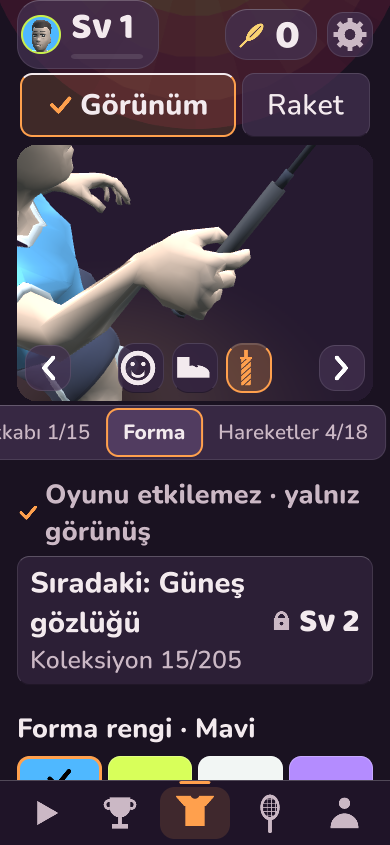 Sv 1
0
Görünüm
Raket
kabı 1/15
Forma
Hareketler 4/18
Oyunu etkilemez · yalnız
görünüş
Sıradaki: Güneş
gözlüğü
Sv 2
Koleksiyon 15/205
Forma rengi · Mavi